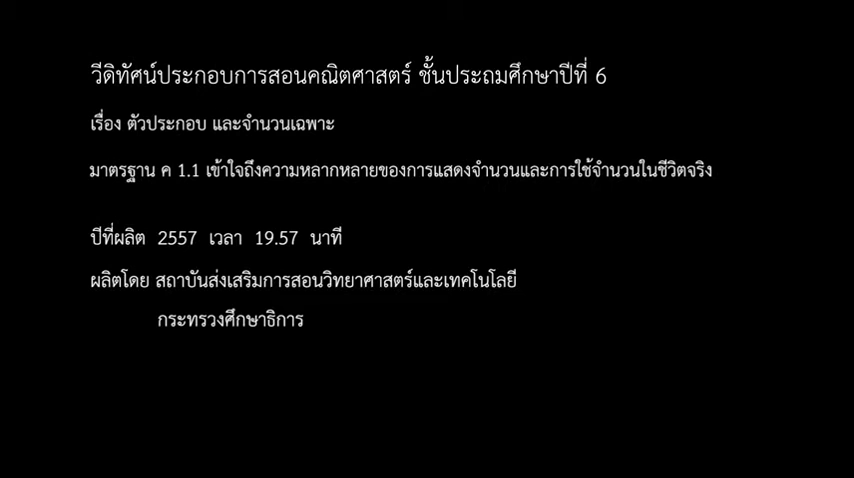 วีดิทัศน์ประกอบการสอนคณิตศาสตร์ ชั้นประถมศึกษาปีที่ 6
เรื่อง ตัวประกอบ และจำนวนเฉพาะ
มาตรฐาน ค 1.1 เข้าใจถึงความหลากหลายของการแสดงจำนวนและการใช้จำนวนในชีวิตจริง
ปีที่ผลิต 2557 เวลา 19.57 นาที
ผลิตโดย สถาบันส่งเสริมการสอนวิทยาศาสตร์และเทคโนโลยี
กระทรวงศึกษาธิการ